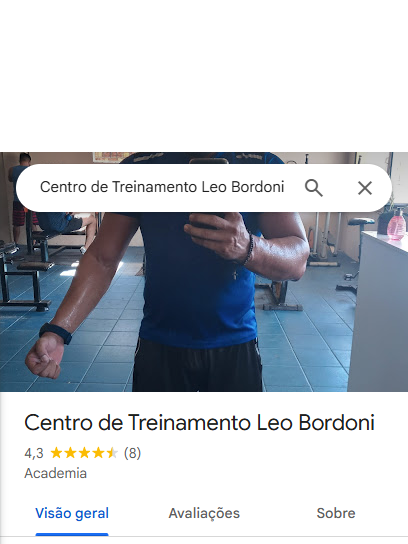 Centro de Treinamento Leo Bordoni
Centro de Treinamento Leo Bordoni
4,3 (8)
Academia
Visão geral Avaliações Sobre